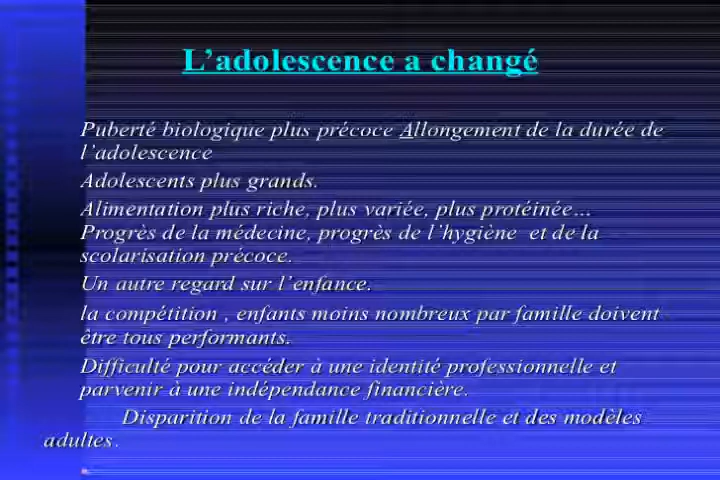 L’adolescence a changé
Puberté biologique plus précoce Allongement de la durée de
l’adolescence
Adolescents plus grands.
Alimentation plus riche, plus variée, plus protéinée…
Progrès de la médecine, progrès de l’hygiène et de la
scolarisation précoce.
Un autre regard sur l’enfance.
la compétition , enfants moins nombreux par famille doivent
être tous performants.
Difficulté pour accéder à une identité professionnelle et
parvenir à une indépendance financière.
Disparition de la famille traditionnelle et des modèles
adultes.